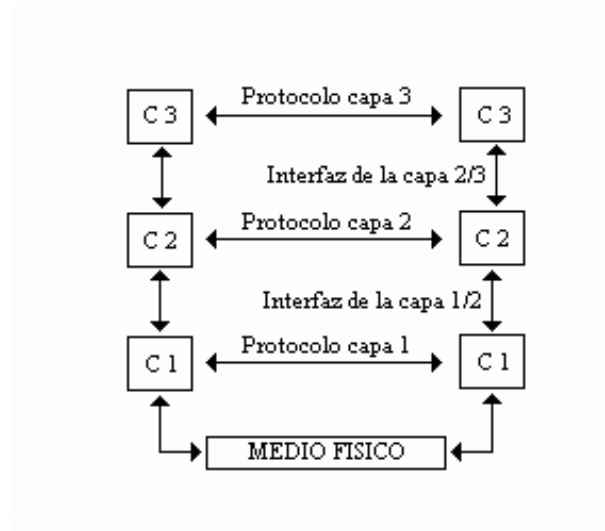 Protocolo capa 3
C 3
C 3
Interfaz de la capa 2/3
Protocolo capa 2
C 2
C 2
Interfaz de la capa 1/2
Protocolo capa 1
C 1
C 1
MEDIO FISICO